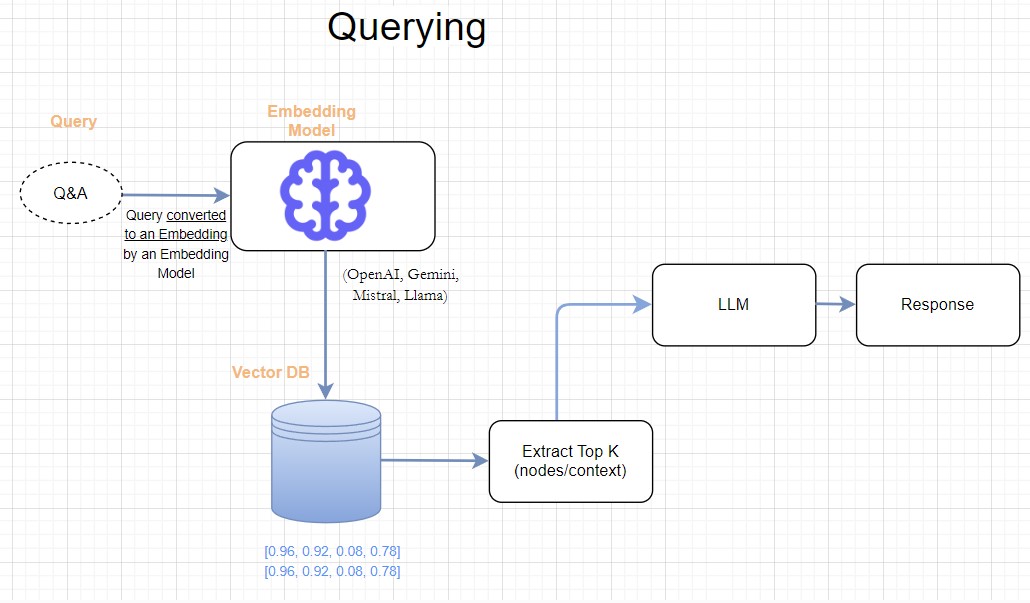 Querying
Query
Embedding
Model
Q&A
Query converted
to an Embedding
by an Embedding
Model
(OpenAI, Gemini,
Mistral, Llama)
Vector DB
LLM
Response
Extract Top K
(nodes/context)
[0.96, 0.92, 0.08, 0.78]
[0.96, 0.92, 0.08, 0.78]